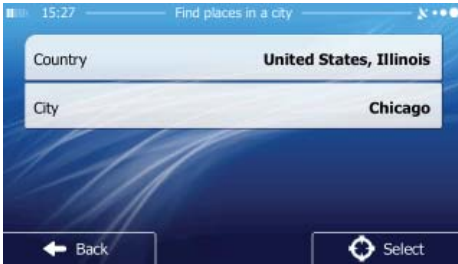 15:27 Find places in a city
Country United States, Illinois
City Chicago
Back Select